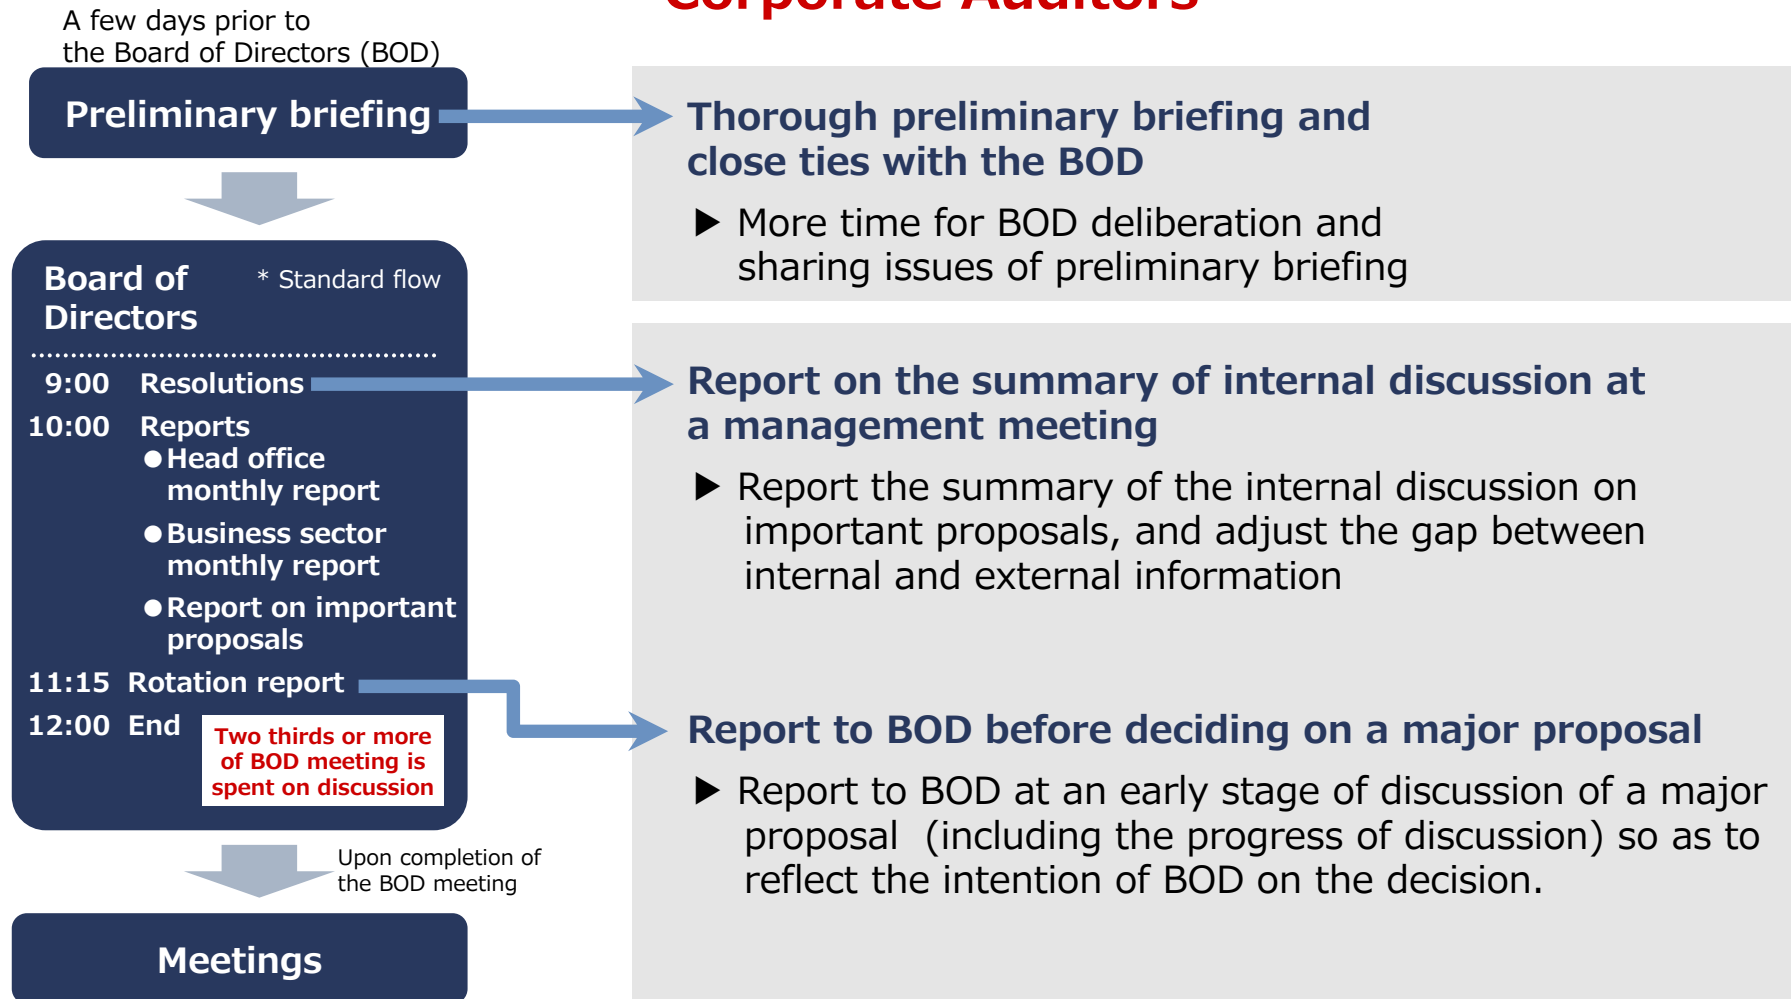 Corporate Auditors
A few days prior to
the Board of Directors (BOD)
Preliminary briefing
Thorough preliminary briefing and
close ties with the BOD
▶ More time for BOD deliberation and
sharing issues of preliminary briefing
Board of
Directors
* Standard flow
9:00 Resolutions
10:00 Reports
●Head office
monthly report
●Business sector
monthly report
●Report on important
proposals
11:15 Rotation report
12:00 End
Two thirds or more
of BOD meeting is
spent on discussion
Report on the summary of internal discussion at
a management meeting
▶ Report the summary of the internal discussion on
important proposals, and adjust the gap between
internal and external information
Report to BOD before deciding on a major proposal
▶ Report to BOD at an early stage of discussion of a major
proposal (including the progress of discussion) so as to
reflect the intention of BOD on the decision.
Upon completion of
the BOD meeting
Meetings